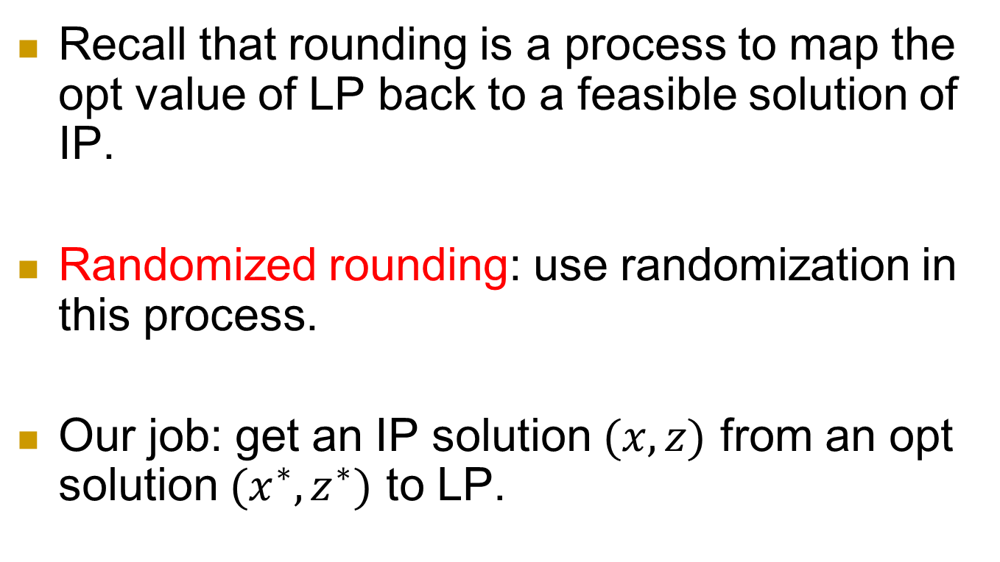 Recall that rounding is a process to map the
opt value of LP back to a feasible solution of
IP.
Randomized rounding: use randomization in
this process.
Our job: get an IP solution (x, z) from an opt
solution (x*, z*) to LP.